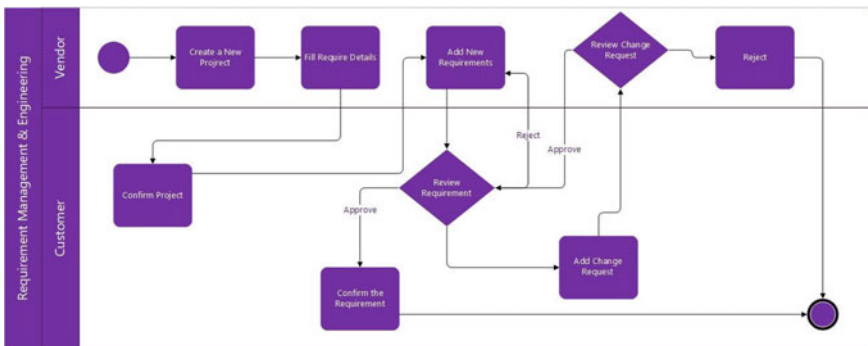 Requirement Management & Engineering
Vendor
Customer
Create a New
Prorject
Fill Require Details
Add New
Requirements
Review Change
Request
Reject
Reject
Approve
Confirm Project
Review
Requirement
Approve
Add Change
Request
Confirm the
Requirement